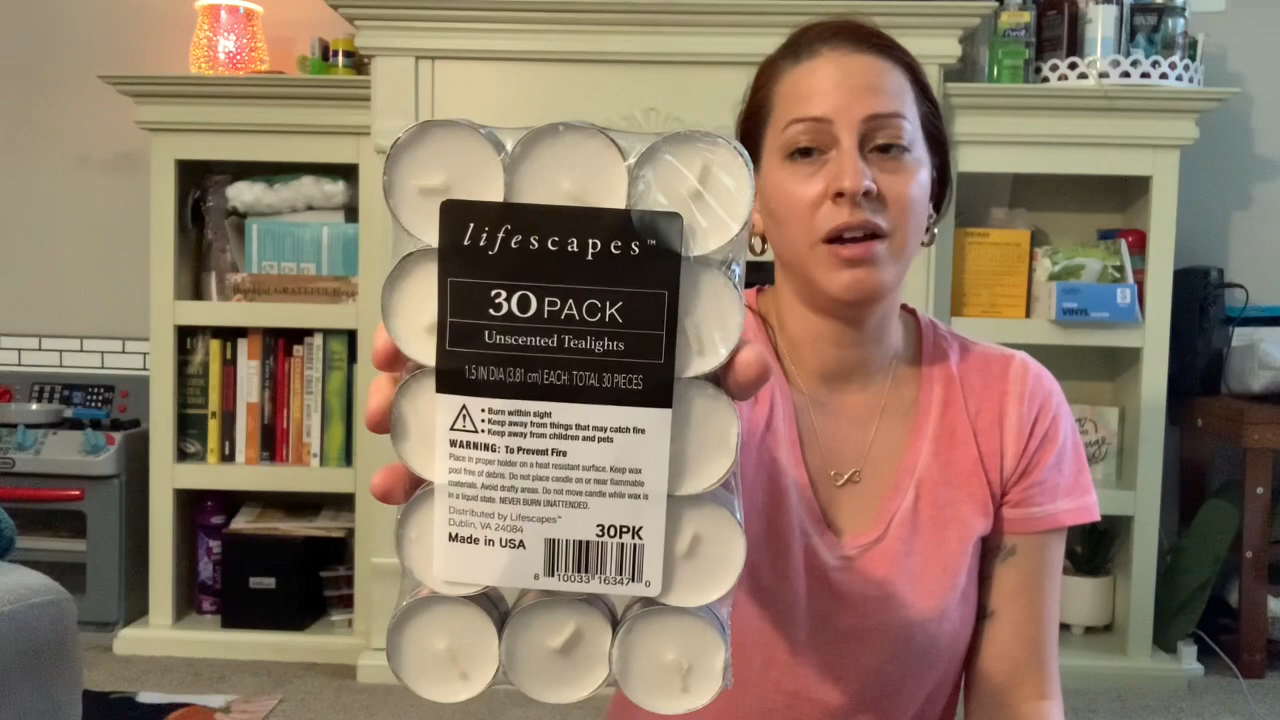 lifescapes™
30 PACK
Unscented Tealights
1.5 IN DIA (3.81 cm) EACH: TOTAL 30 PIECES
• Burn within sight
• Keep away from things that may catch fire
• Keep away from children and pets
WARNING: To Prevent Fire
Place in proper holder on a heat resistant surface. Keep wax
pool free of debris. Do not place candle on or near flammable
materials. Avoid drafty areas. Do not move candle while wax is
in a liquid state. NEVER BURN UNATTENDED.
Distributed by Lifescapes™
Dublin, VA 24084
Made in USA
30PK
8 10033 16347 0
GRATEFUL
VINYL